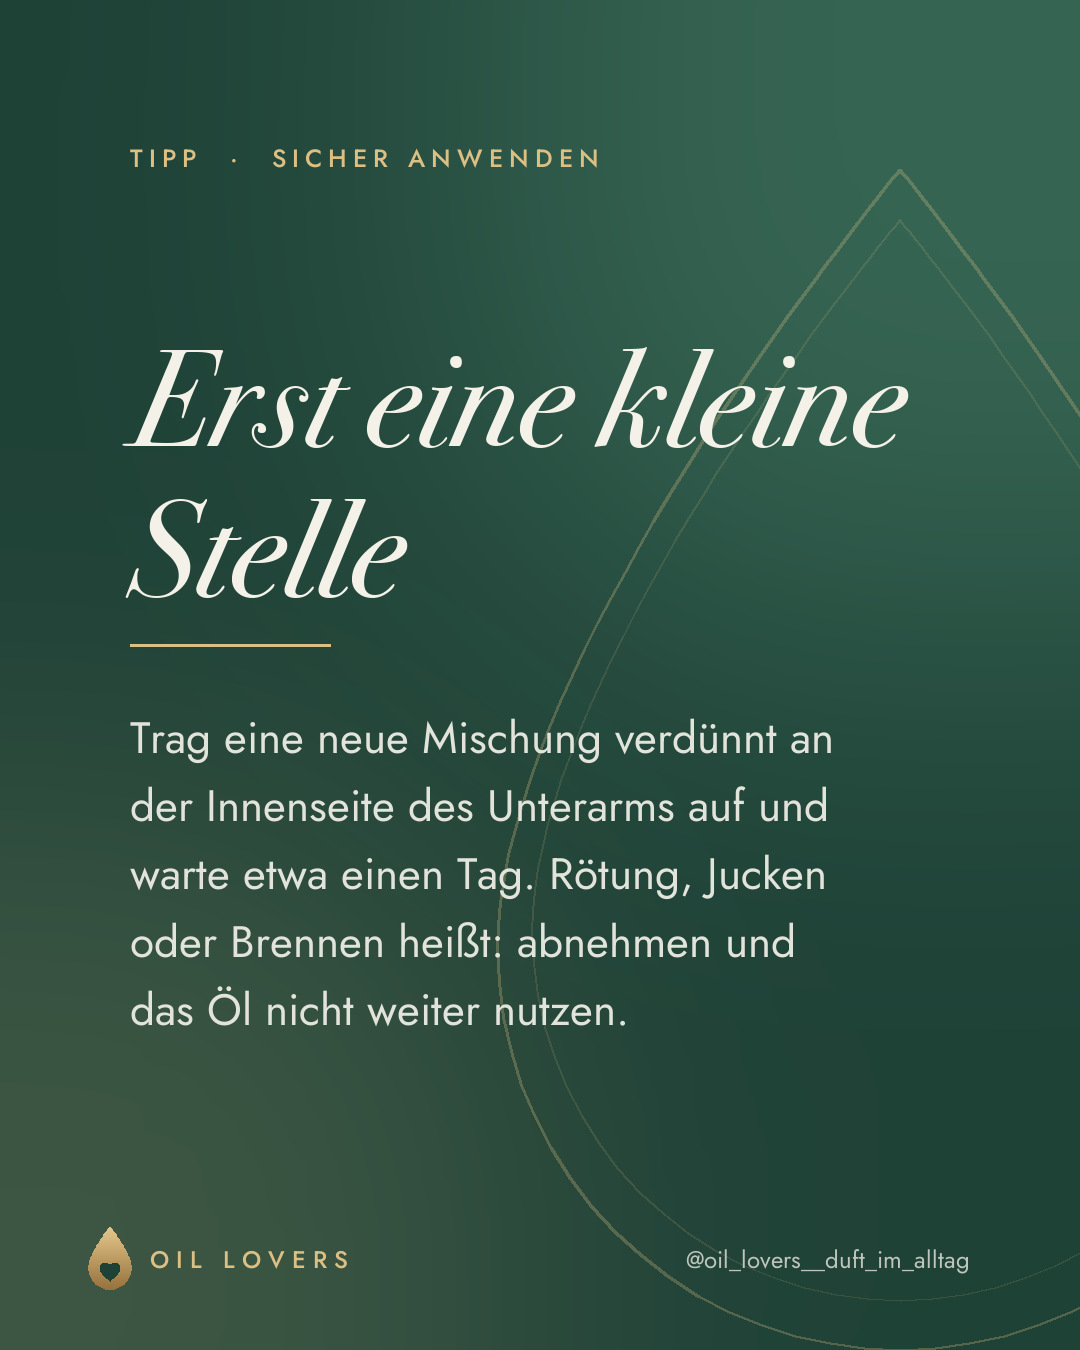 TIPP · SICHER ANWENDEN
Erst eine kleine
Stelle
Trag eine neue Mischung verdünnt an
der Innenseite des Unterarms auf und
warte etwa einen Tag. Rötung, Jucken
oder Brennen heißt: abnehmen und
das Öl nicht weiter nutzen.
OIL LOVERS
@oil_lovers__duft_im_alltag